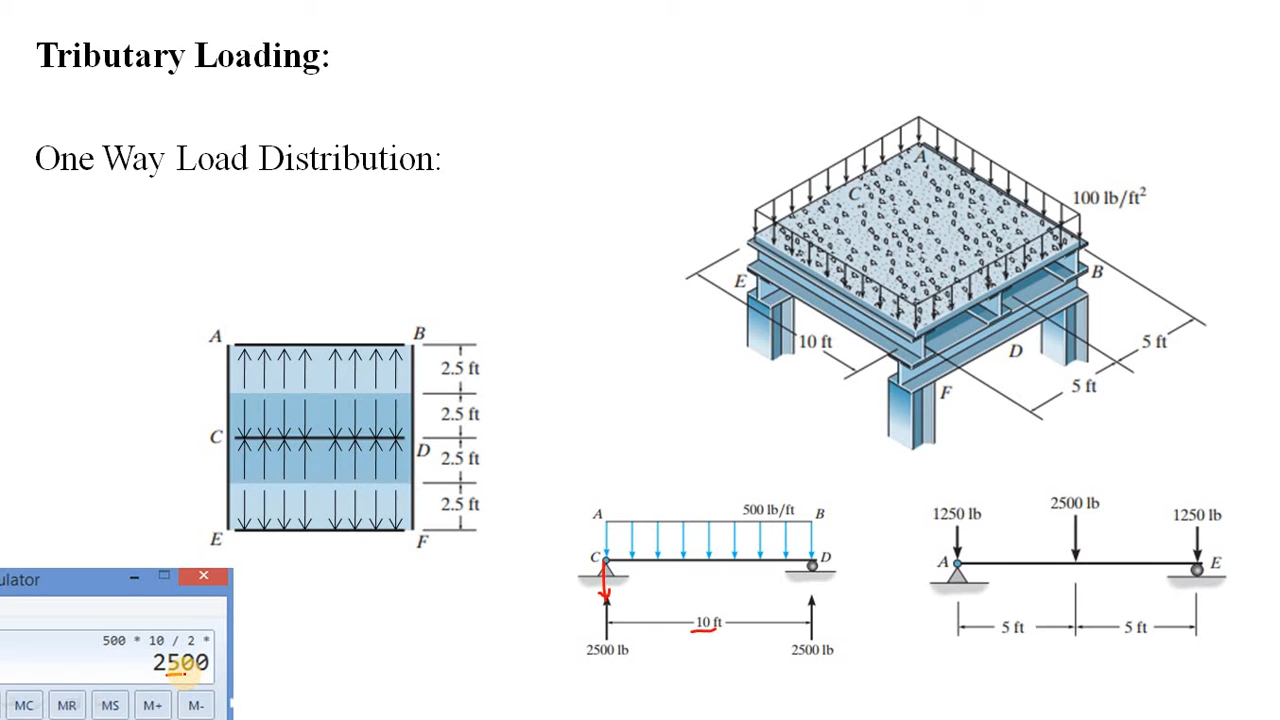 Tributary Loading:
One Way Load Distribution:
A
C
100 lb/ft²
E
B
10 ft
D
5 ft
5 ft
F
A
B
2.5 ft
2.5 ft
C
D
2.5 ft
2.5 ft
E
F
A
500 lb/ft
B
C
D
10 ft
2500 lb
2500 lb
1250 lb
2500 lb
1250 lb
A
E
5 ft
5 ft
ulator
500 * 10 / 2 *
2500
MC MR MS M+ M-